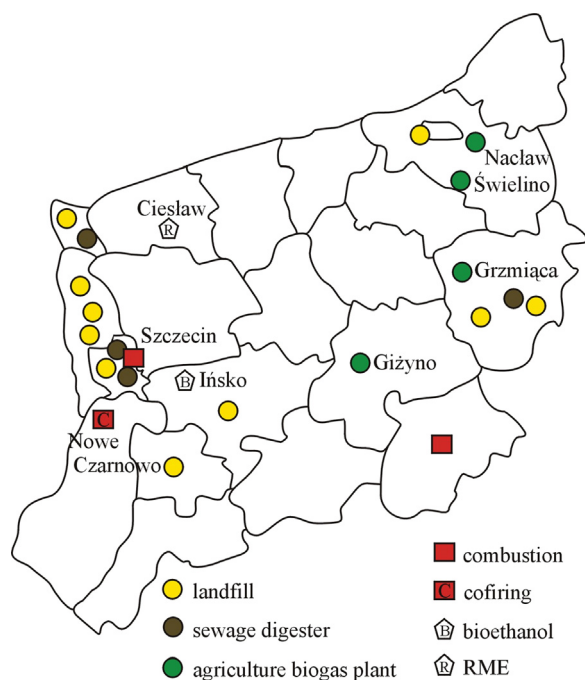 Nacław
Świelino
Ciesław
R
Grzmiąca
Szczecin
B Ińsko
Giżyno
C
Nowe
Czarnowo
combustion
landfill
C cofiring
sewage digester
B bioethanol
agriculture biogas plant
R RME